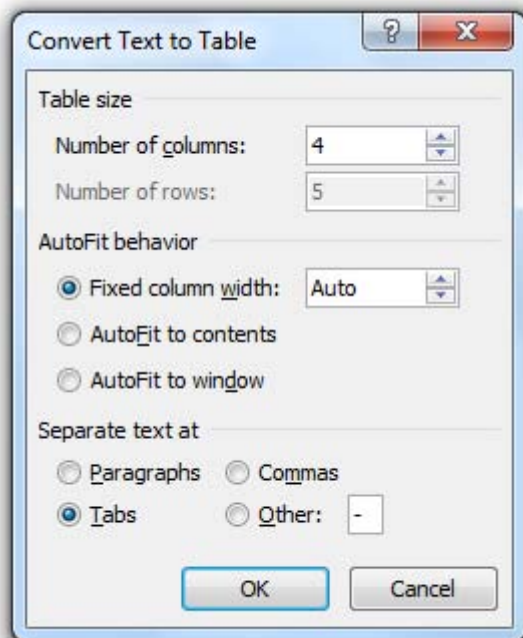 Convert Text to Table
?
Table size
Number of columns: 4
Number of rows: 5
AutoFit behavior
Fixed column width: Auto
AutoFit to contents
AutoFit to window
Separate text at
Paragraphs Commas
Tabs Other: -
OK Cancel